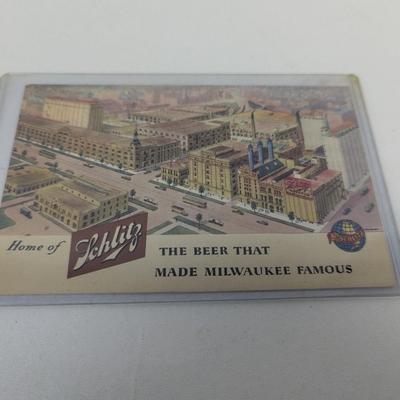 Home of Schlitz THE BEER THAT
MADE MILWAUKEE FAMOUS